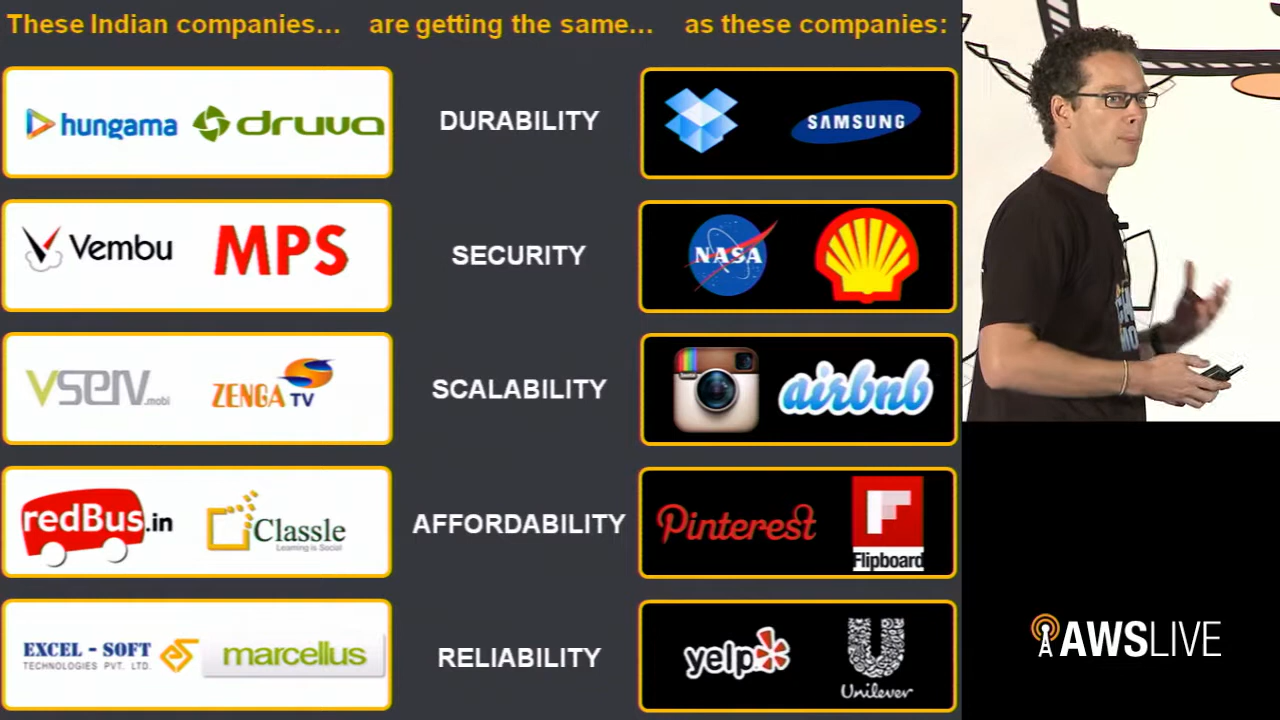 These Indian companies... are getting the same... as these companies:
hungama druva DURABILITY SAMSUNG
Vembu MPS SECURITY NASA
vserv.mobi ZENGA TV SCALABILITY airbnb
redBus.in Classle AFFORDABILITY Pinterest
Learning is Social
Flipboard
EXCEL - SOFT marcellus RELIABILITY yelp
TECHNOLOGIES PVT. LTD.
Unilever
AWSLIVE